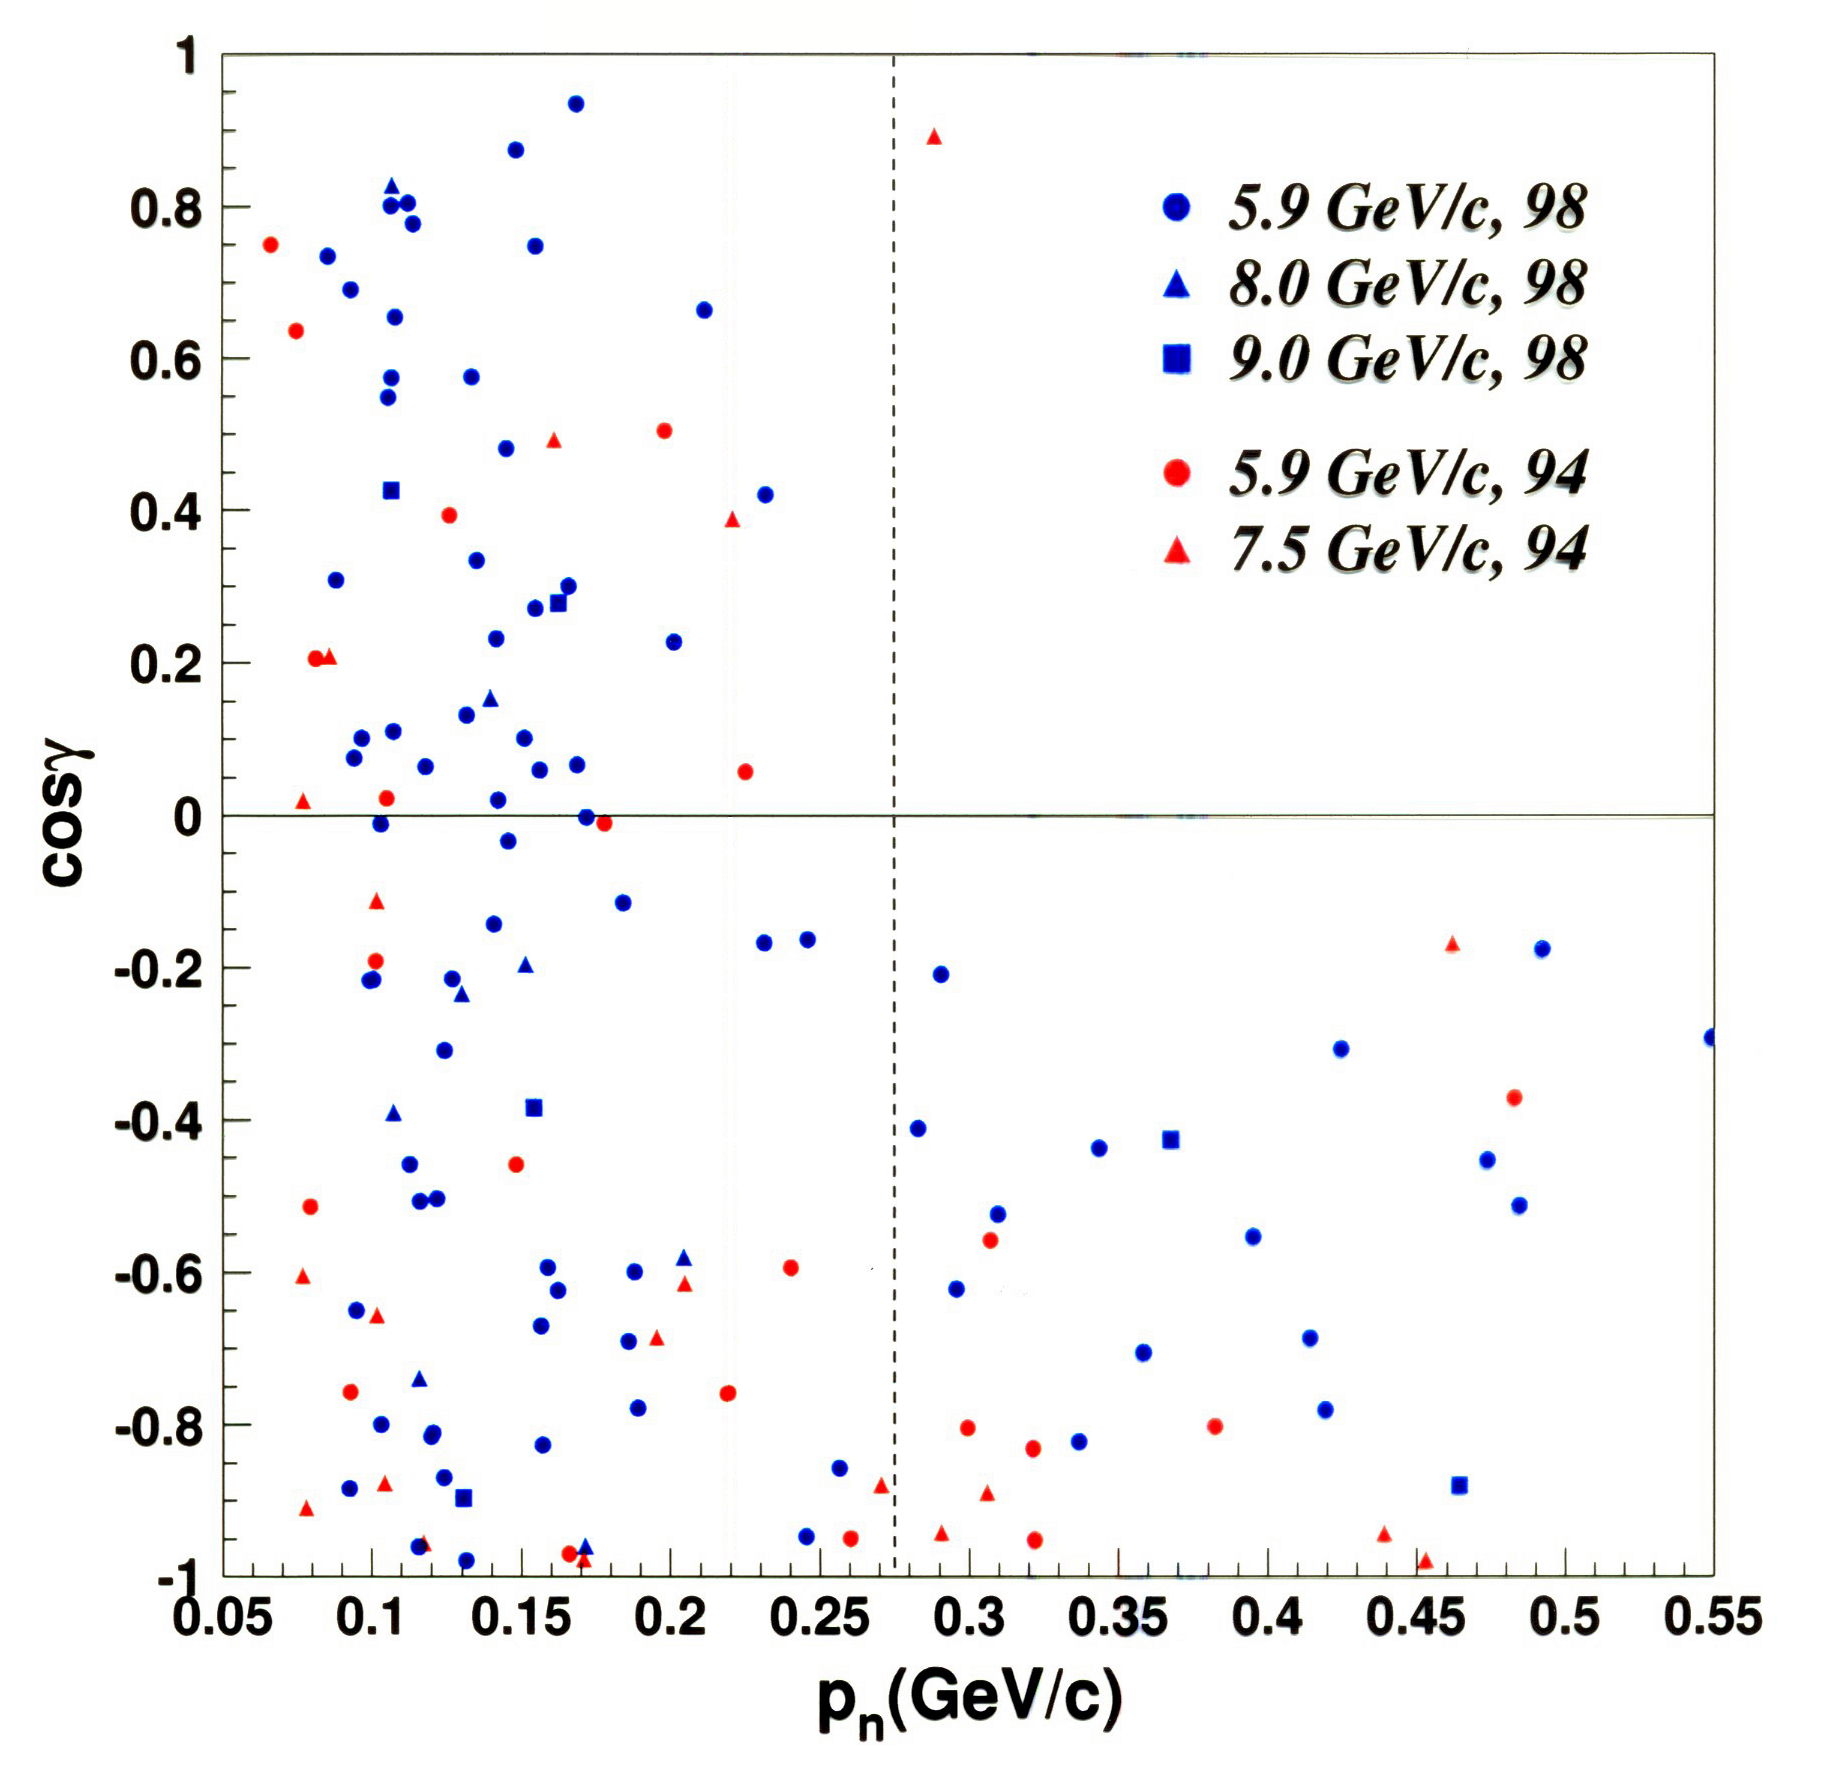 1
0.8
0.6
0.4
0.2
0
-0.2
-0.4
-0.6
-0.8
-1
cosγ
5.9 GeV/c, 98
8.0 GeV/c, 98
9.0 GeV/c, 98
5.9 GeV/c, 94
7.5 GeV/c, 94
0.05 0.1 0.15 0.2 0.25 0.3 0.35 0.4 0.45 0.5 0.55
pn(GeV/c)